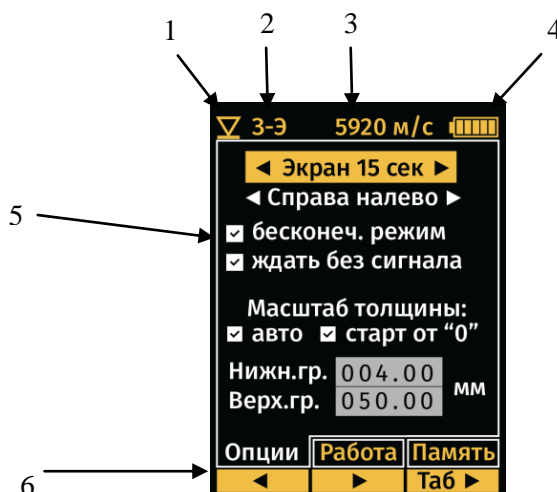 1 2 3 4
З-Э 5920 м/с
◄ Экран 15 сек ►
◄ Справа налево ►
5
бесконеч. режим
ждать без сигнала
Масштаб толщины:
авто старт от “0”
Нижн.гр. 004.00
Верх.гр. 050.00 мм
Опции Работа Память
6 ◄ ► Таб ►